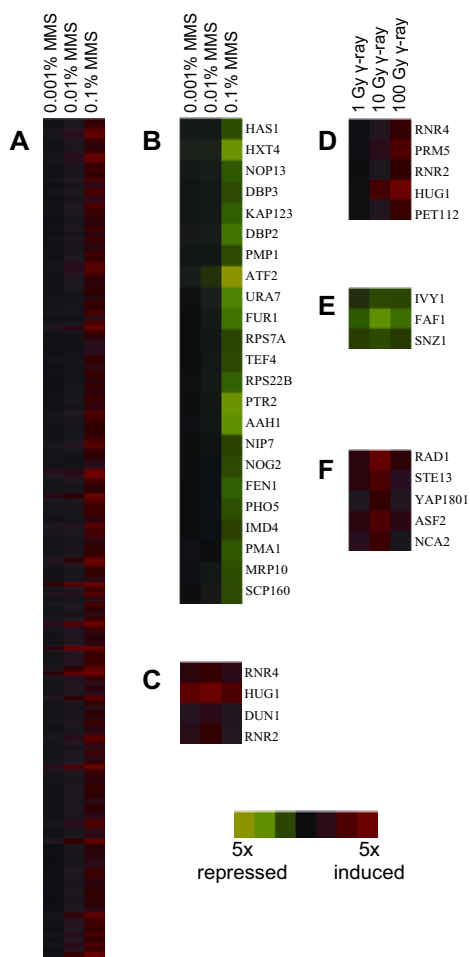 0.001% MMS
0.01% MMS
0.1% MMS
0.001% MMS
0.01% MMS
0.1% MMS
1 Gy γ-ray
10 Gy γ-ray
100 Gy γ-ray
A
B
HAS1
HXT4
NOP13
DBP3
KAP123
DBP2
PMP1
ATF2
URA7
FUR1
RPS7A
TEF4
RPS22B
PTR2
AAH1
NIP7
NOG2
FEN1
PHO5
IMD4
PMA1
MRP10
SCP160
C
RNR4
HUG1
DUN1
RNR2
D
RNR4
PRM5
RNR2
HUG1
PET112
E
IVY1
FAF1
SNZ1
F
RAD1
STE13
YAP1801
ASF2
NCA2
5x
repressed
5x
induced